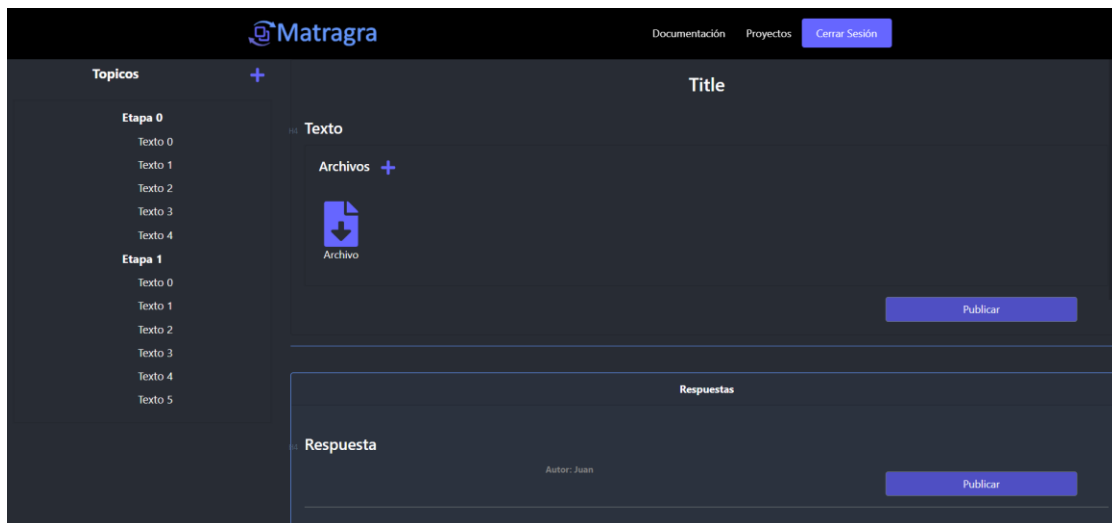 Matragra
Documentación Proyectos Cerrar Sesión
Topicos
Etapa 0
Texto 0
Texto 1
Texto 2
Texto 3
Texto 4
Etapa 1
Texto 0
Texto 1
Texto 2
Texto 3
Texto 4
Texto 5
Title
Texto
Archivos
Archivo
Publicar
Respuestas
Respuesta
Autor: Juan
Publicar